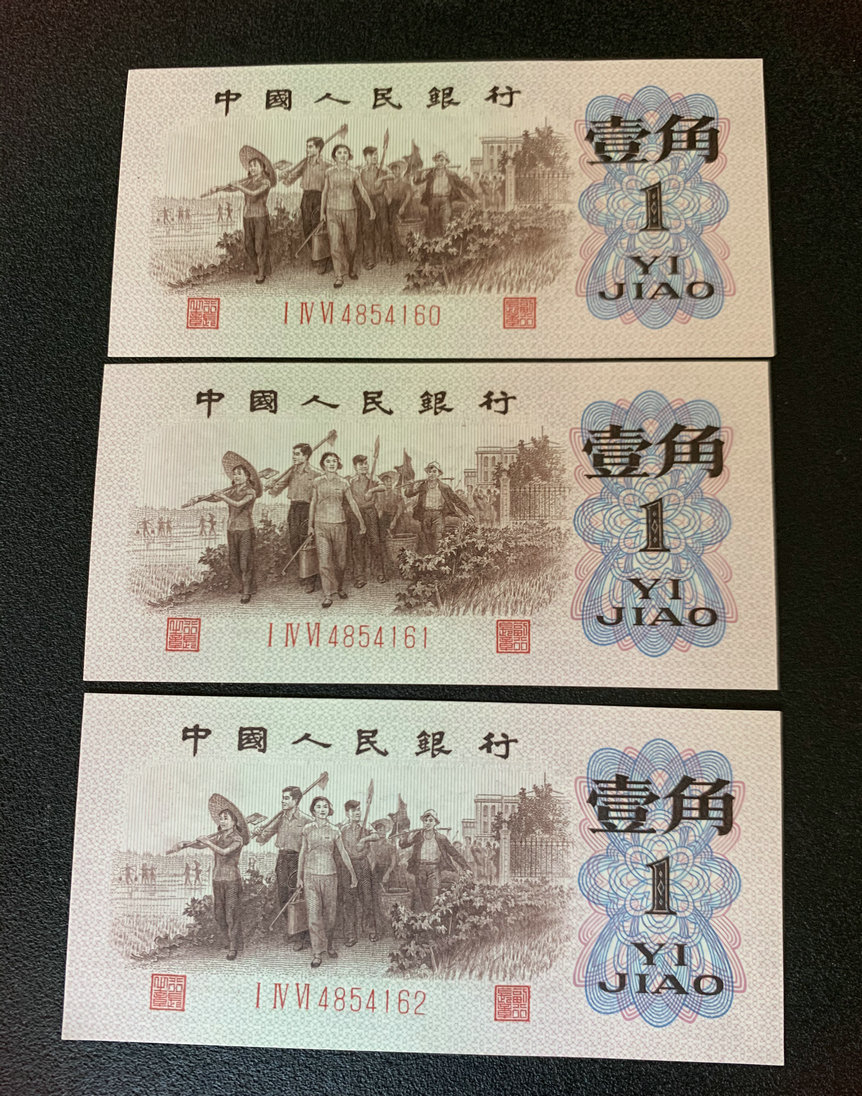 中國人民銀行
壹角
1
YI
JIAO
I IV VI 4854160
中國人民銀行
壹角
1
YI
JIAO
I IV VI 4854161
中國人民銀行
壹角
1
YI
JIAO
I IV VI 4854162